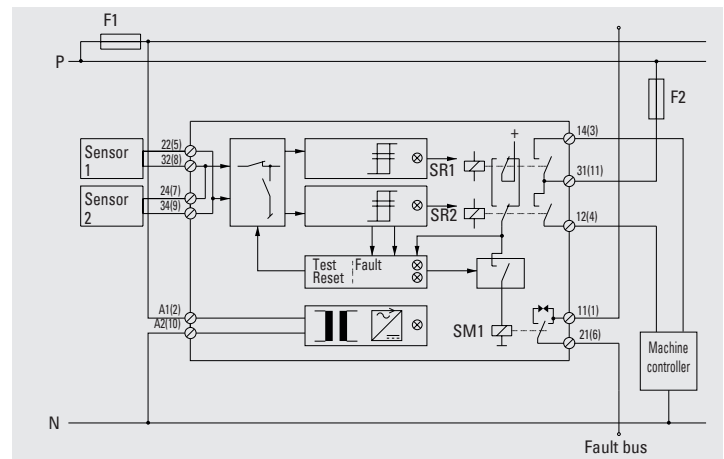 F1
P
F2
Sensor
1
22(5)
32(8)
Sensor
2
24(7)
34(9)
+
SR1
SR2
14(3)
31(11)
12(4)
Test Fault
Reset
A1(2)
A2(10)
SM1
11(1)
21(6)
Machine
controller
N
Fault bus